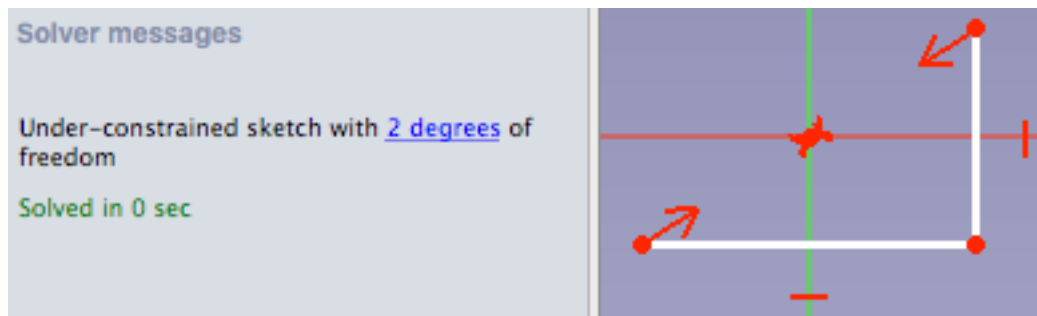 Solver messages
Under-constrained sketch with 2 degrees of
freedom
Solved in 0 sec